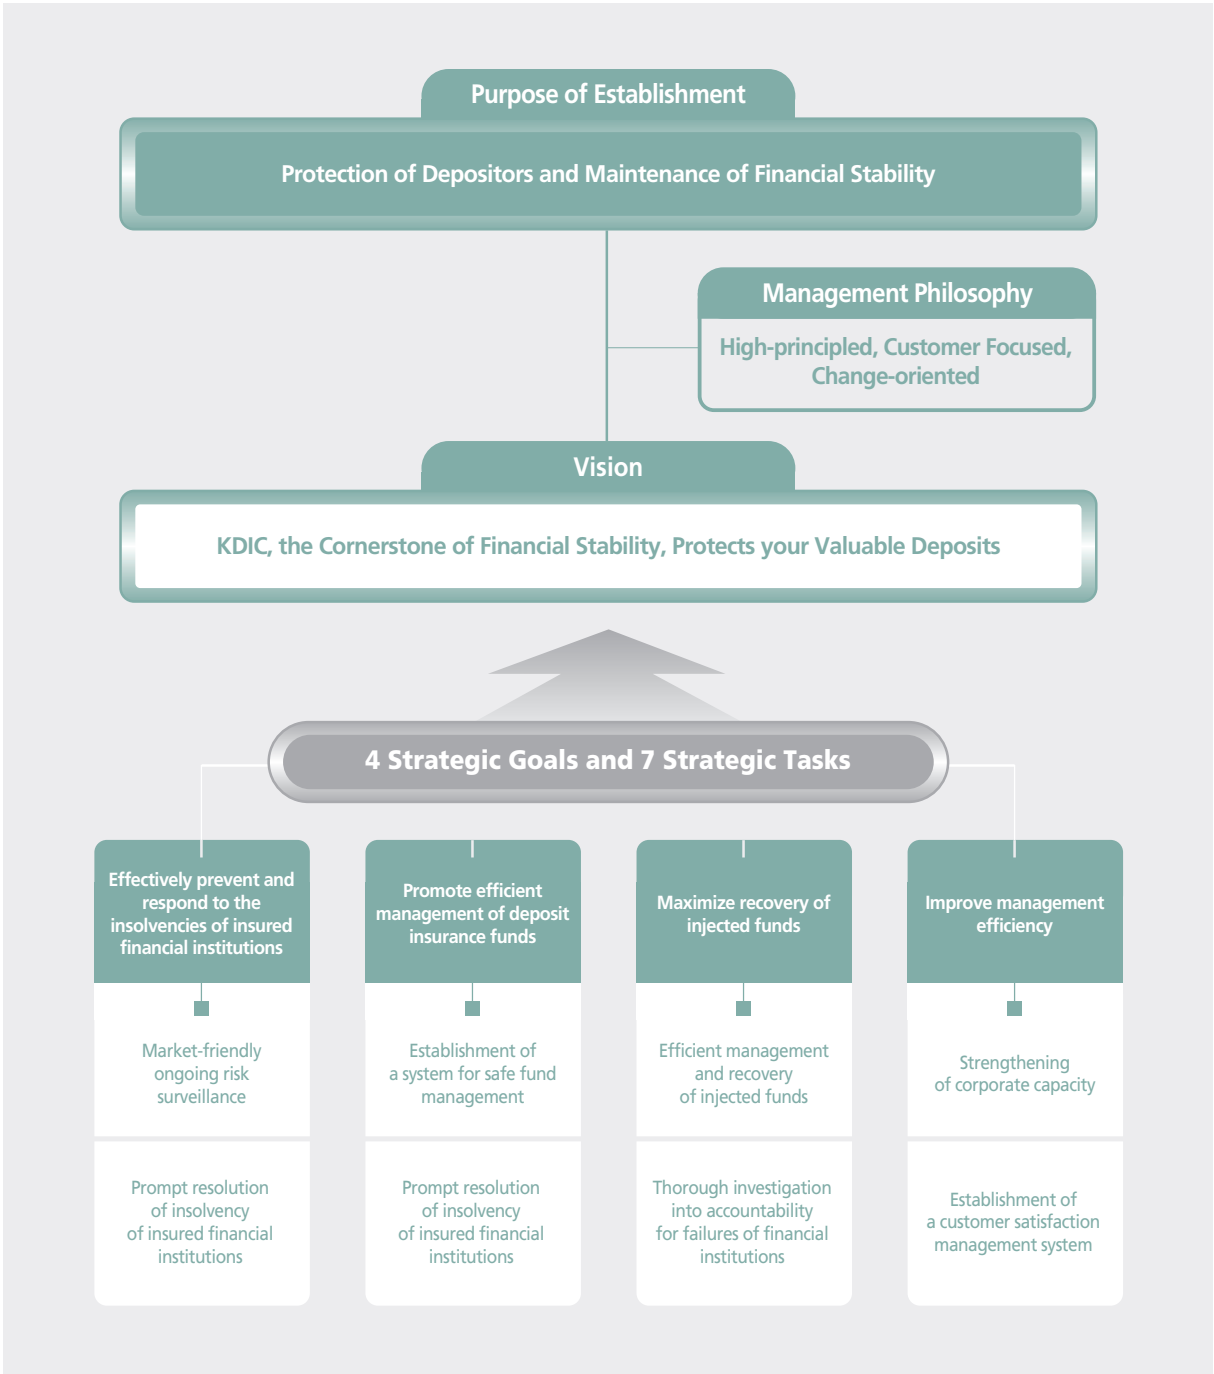 Purpose of Establishment
Protection of Depositors and Maintenance of Financial Stability
Management Philosophy
High-principled, Customer Focused,
Change-oriented
Vision
KDIC, the Cornerstone of Financial Stability, Protects your Valuable Deposits
4 Strategic Goals and 7 Strategic Tasks
Effectively prevent and
respond to the
insolvencies of insured
financial institutions
Market-friendly
ongoing risk
surveillance
Prompt resolution
of insolvency
of insured financial
institutions
Promote efficient
management of deposit
insurance funds
Establishment of
a system for safe fund
management
Prompt resolution
of insolvency
of insured financial
institutions
Maximize recovery of
injected funds
Efficient management
and recovery
of injected funds
Thorough investigation
into accountability
for failures of financial
institutions
Improve management
efficiency
Strengthening
of corporate capacity
Establishment of
a customer satisfaction
management system